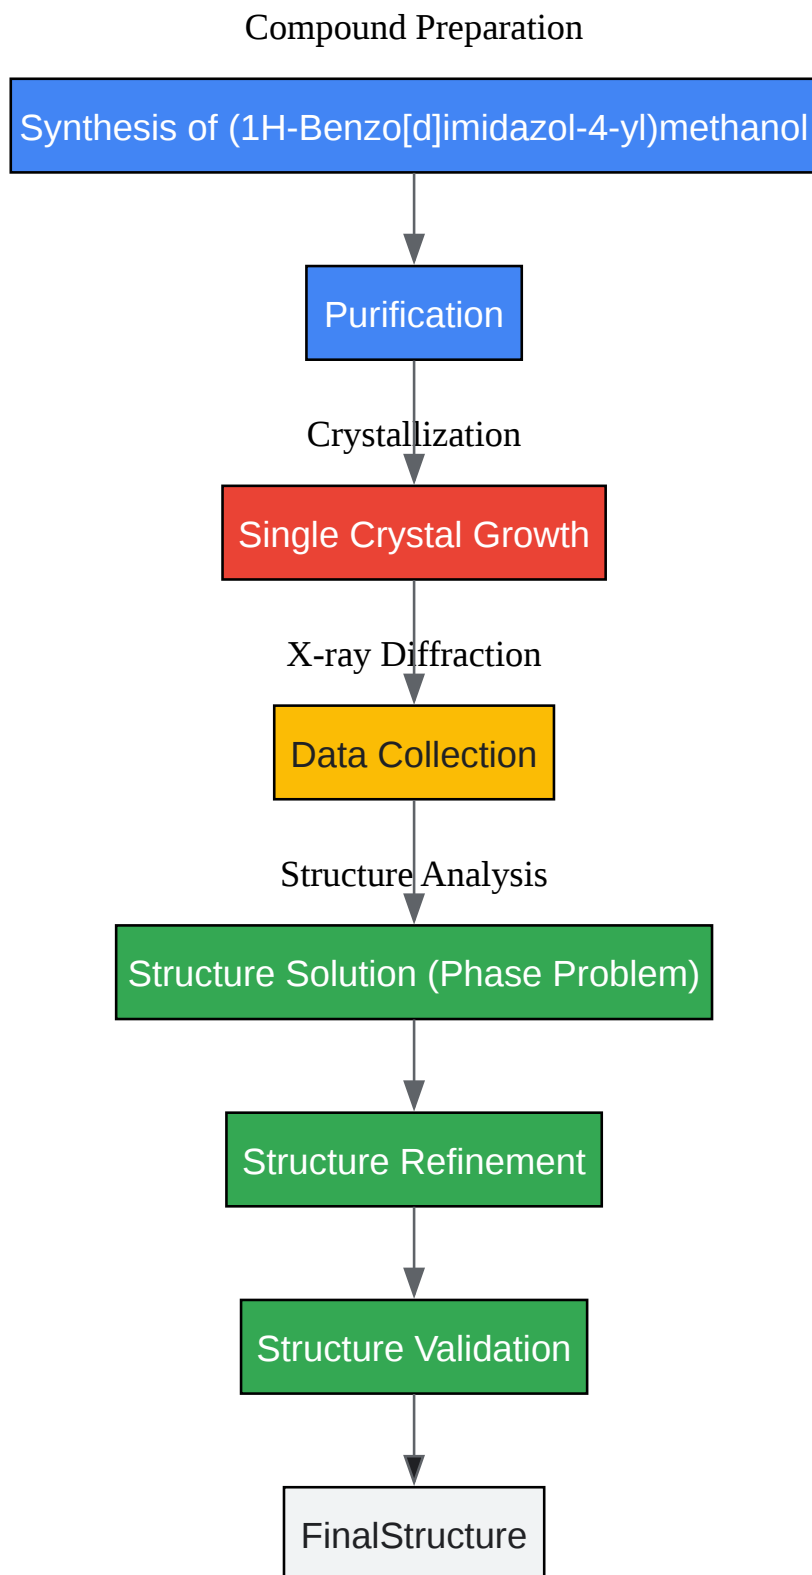 Compound Preparation
Synthesis of (1H-Benzo[d]imidazol-4-yl)methanol
Purification
Crystallization
Single Crystal Growth
X-ray Diffraction
Data Collection
Structure Analysis
Structure Solution (Phase Problem)
Structure Refinement
Structure Validation
FinalStructure